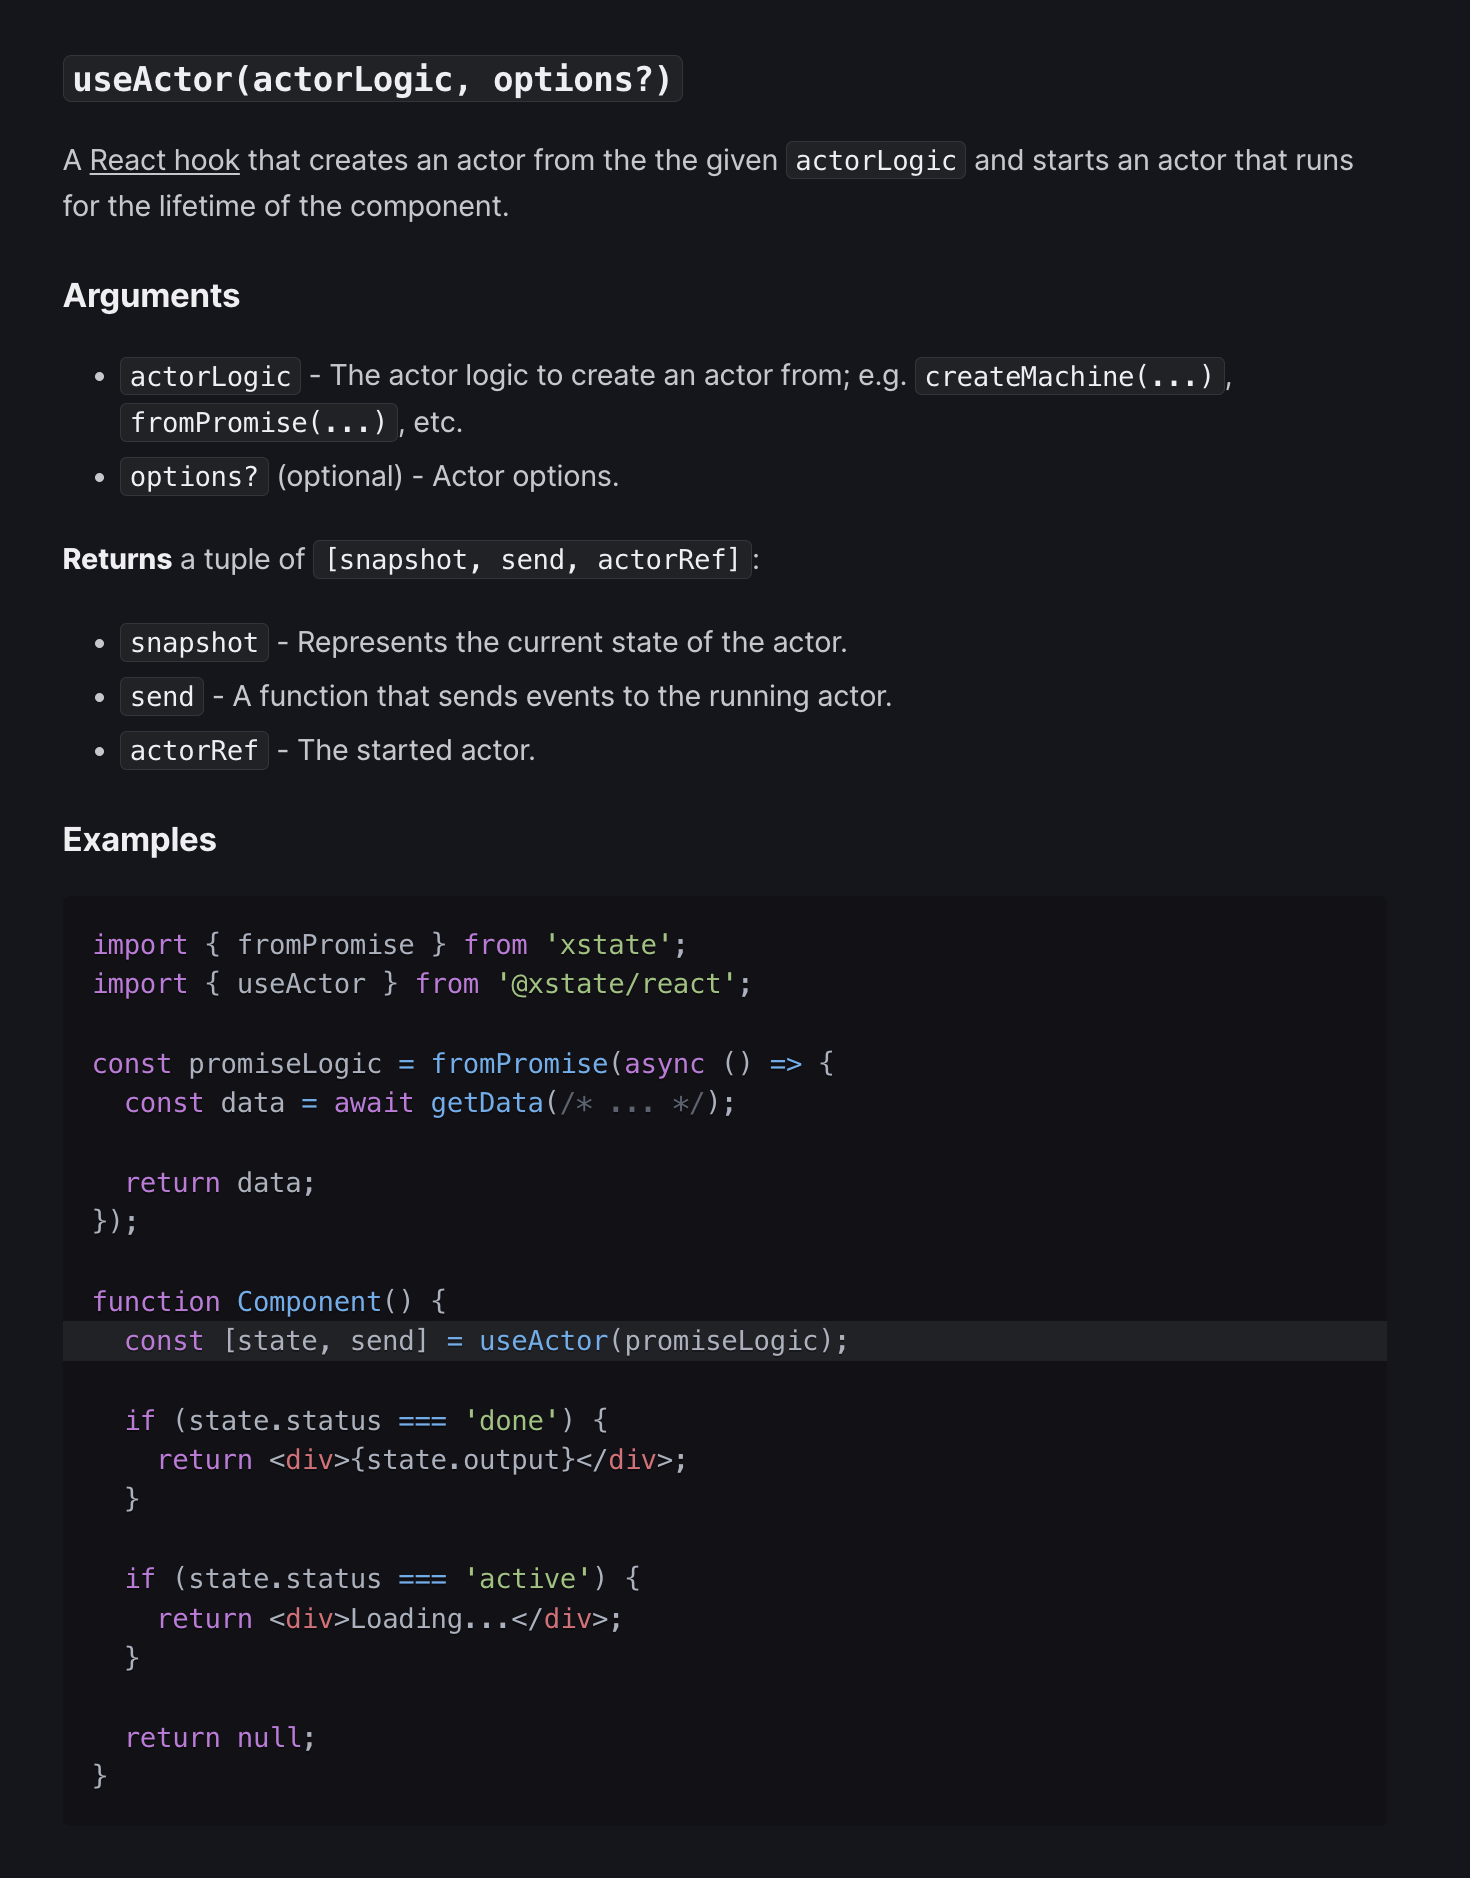 useActor(actorLogic, options?)
A React hook that creates an actor from the the given actorLogic and starts an actor that runs
for the lifetime of the component.
Arguments
• actorLogic - The actor logic to create an actor from; e.g. createMachine(...),
fromPromise(...), etc.
• options? (optional) - Actor options.
Returns a tuple of [snapshot, send, actorRef]:
• snapshot - Represents the current state of the actor.
• send - A function that sends events to the running actor.
• actorRef - The started actor.
Examples
import { fromPromise } from 'xstate';
import { useActor } from '@xstate/react';

const promiseLogic = fromPromise(async () => {
  const data = await getData(/* ... */);

  return data;
});

function Component() {
  const [state, send] = useActor(promiseLogic);

  if (state.status === 'done') {
    return <div>{state.output}</div>;
  }

  if (state.status === 'active') {
    return <div>Loading...</div>;
  }

  return null;
}